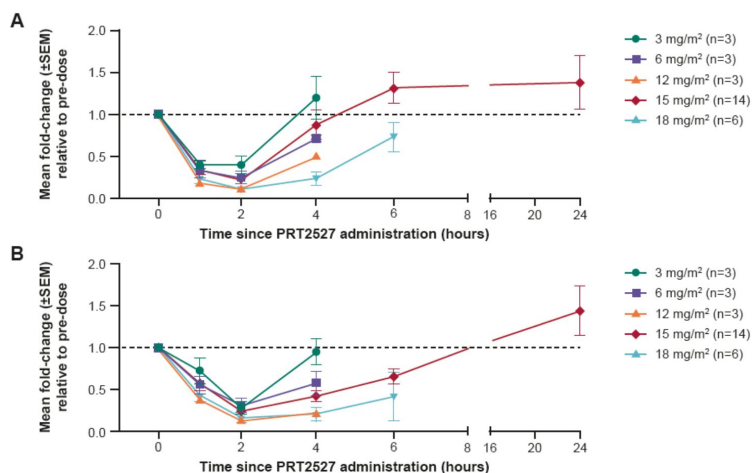 A
Mean fold-change (±SEM)
relative to pre-dose
2.0
1.5
1.0
0.5
0.0
0 2 4 6 8 16 20 24
Time since PRT2527 administration (hours)
3 mg/m² (n=3)
6 mg/m² (n=3)
12 mg/m² (n=3)
15 mg/m² (n=14)
18 mg/m² (n=6)
B
Mean fold-change (±SEM)
relative to pre-dose
2.0
1.5
1.0
0.5
0.0
0 2 4 6 8 16 20 24
Time since PRT2527 administration (hours)
3 mg/m² (n=3)
6 mg/m² (n=3)
12 mg/m² (n=3)
15 mg/m² (n=14)
18 mg/m² (n=6)